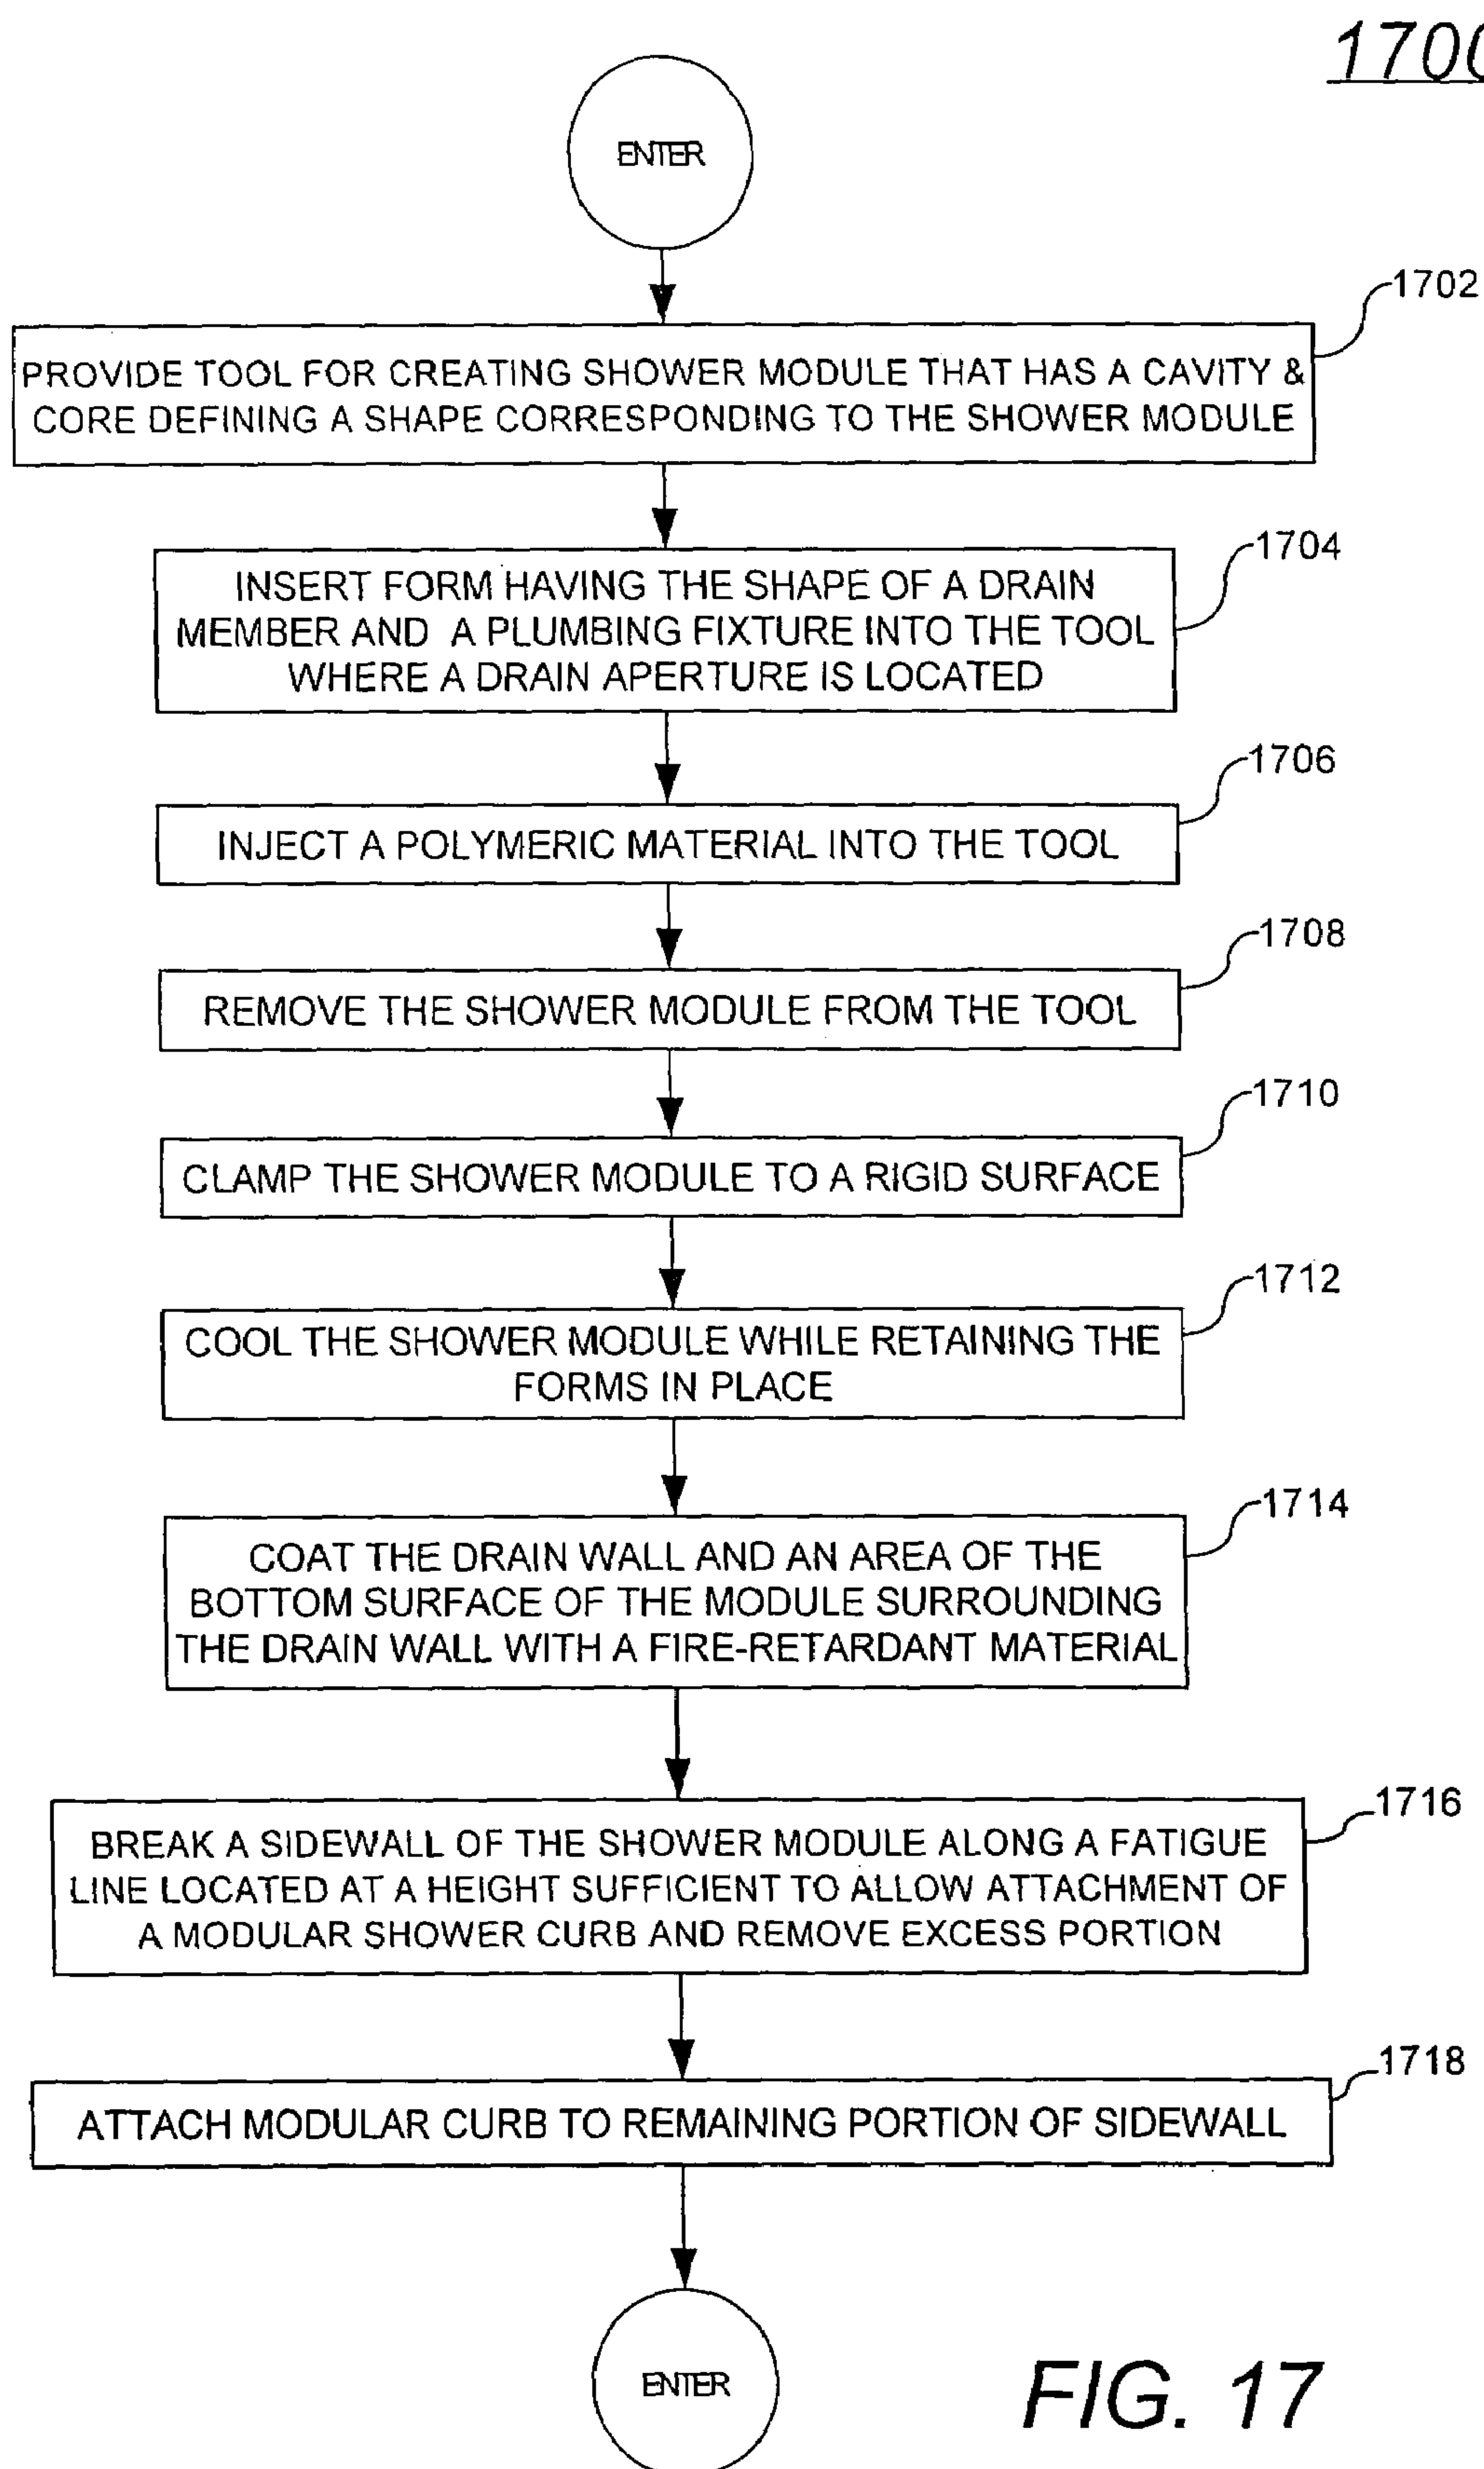 1700
ENTER
1702
PROVIDE TOOL FOR CREATING SHOWER MODULE THAT HAS A CAVITY &
CORE DEFINING A SHAPE CORRESPONDING TO THE SHOWER MODULE
1704
INSERT FORM HAVING THE SHAPE OF A DRAIN
MEMBER AND A PLUMBING FIXTURE INTO THE TOOL
WHERE A DRAIN APERTURE IS LOCATED
1706
INJECT A POLYMERIC MATERIAL INTO THE TOOL
1708
REMOVE THE SHOWER MODULE FROM THE TOOL
1710
CLAMP THE SHOWER MODULE TO A RIGID SURFACE
1712
COOL THE SHOWER MODULE WHILE RETAINING THE
FORMS IN PLACE
1714
COAT THE DRAIN WALL AND AN AREA OF THE
BOTTOM SURFACE OF THE MODULE SURROUNDING
THE DRAIN WALL WITH A FIRE-RETARDANT MATERIAL
1716
BREAK A SIDEWALL OF THE SHOWER MODULE ALONG A FATIGUE
LINE LOCATED AT A HEIGHT SUFFICIENT TO ALLOW ATTACHMENT OF
A MODULAR SHOWER CURB AND REMOVE EXCESS PORTION
1718
ATTACH MODULAR CURB TO REMAINING PORTION OF SIDEWALL
ENTER
FIG. 17